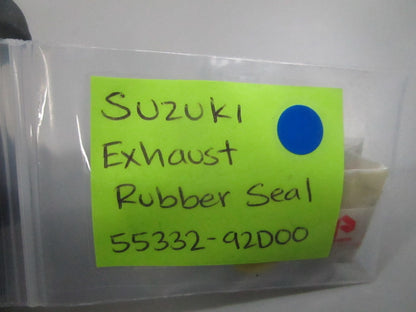 Suzuki
Exhaust
Rubber Seal
55332-92D00